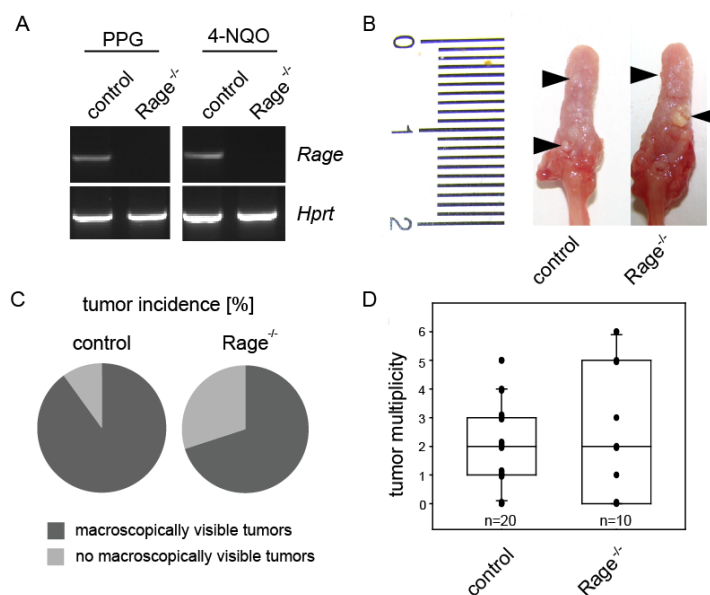 A
PPG
4-NQO
control
Rage-/-
control
Rage-/-
Rage
Hprt
B
0
1
2
control
Rage-/-
C
tumor incidence [%]
control
Rage-/-
macroscopically visible tumors
no macroscopically visible tumors
D
tumor multiplicity
6
5
4
3
2
1
0
n=20
n=10
control
Rage-/-